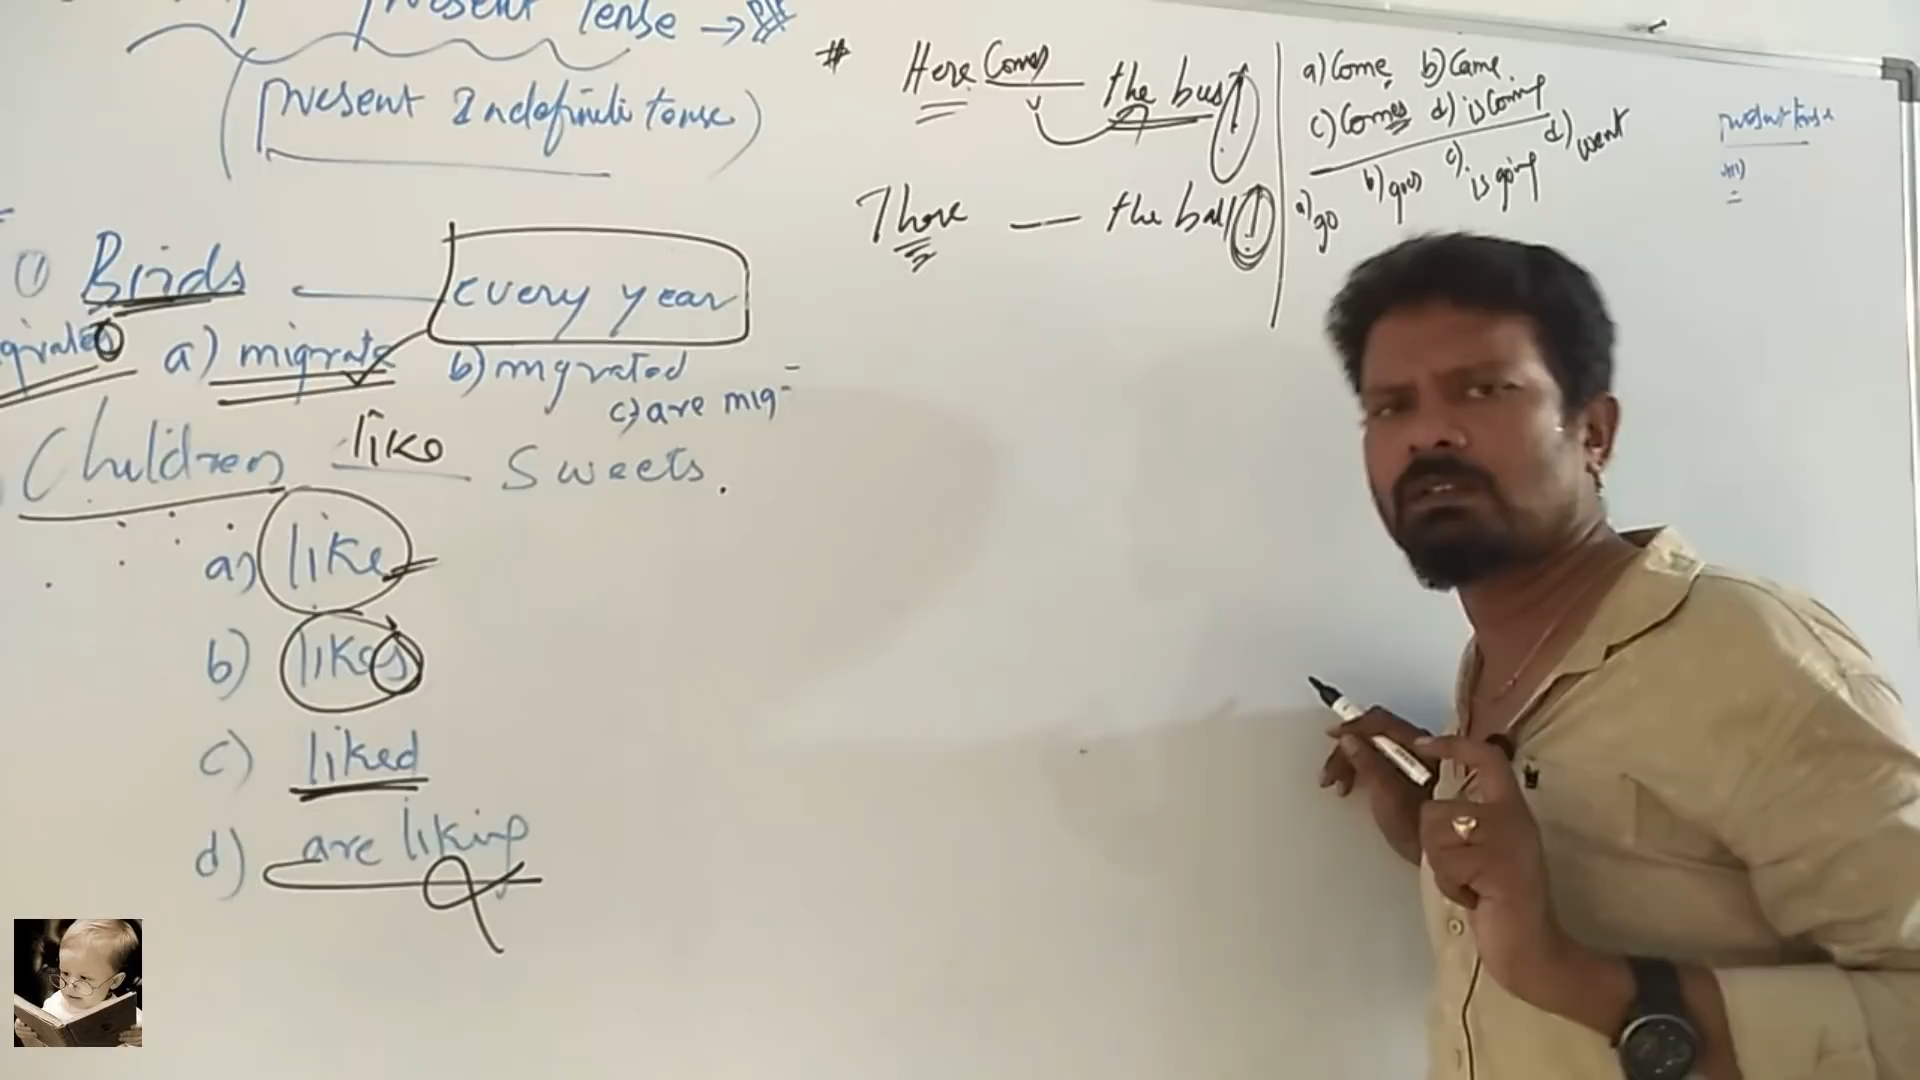 present Tense →
(present Indefinite tense)
① Birds ____ every year
a) migrate b) migrated
c) are mig-
Children like sweets.
a) like
b) likes
c) liked
d) are liking
# Here Comes the bus!
There ____ the ball!
a) Come b) Came
c) Comes d) is Coming
a) go b) goes c) is going d) went
present tense